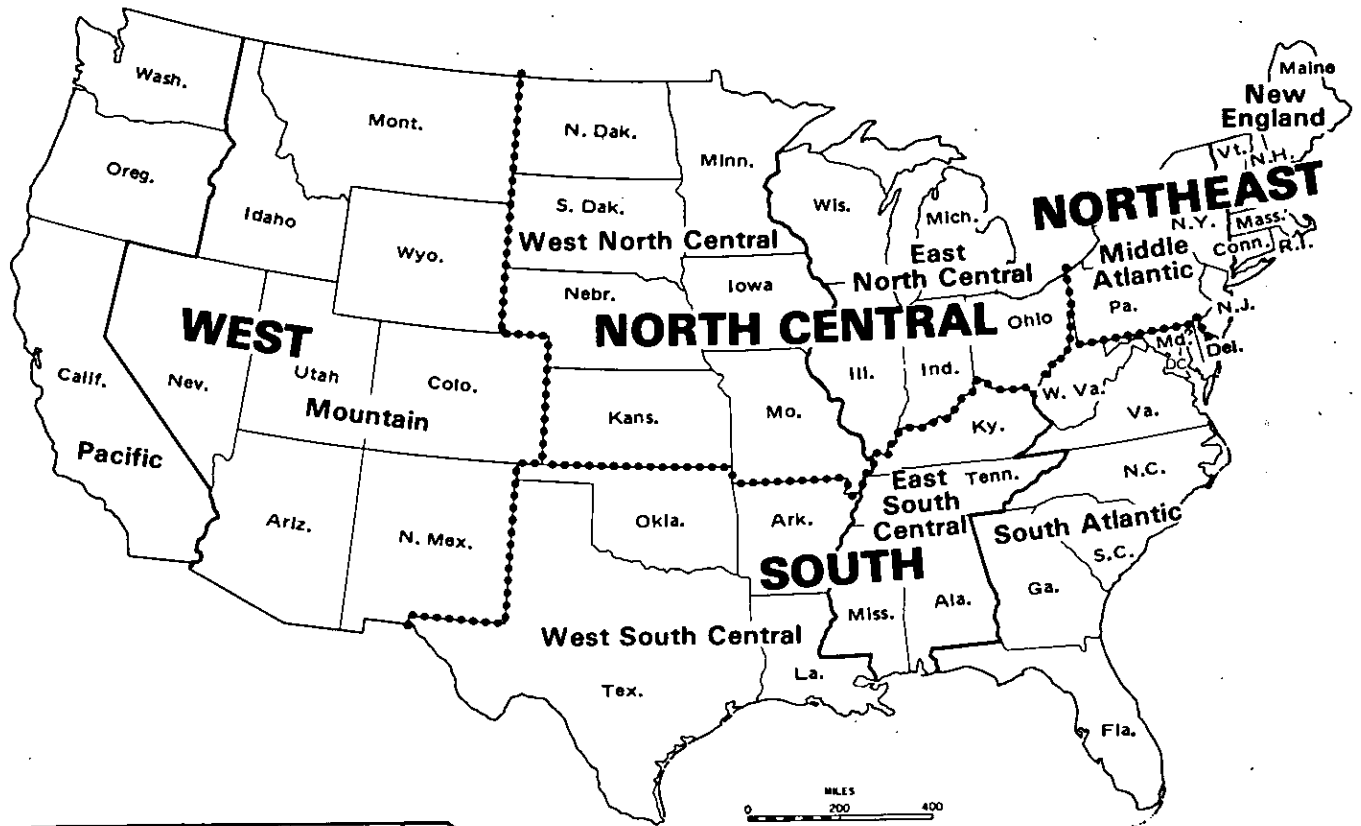 Wash.
Oreg.
Calif.
Nev.
Idaho
Mont.
Wyo.
Utah
Colo.
Ariz.
N. Mex.
WEST
Mountain
Pacific
N. Dak.
S. Dak.
West North Central
Nebr.
Kans.
Minn.
Iowa
Mo.
NORTH CENTRAL
Wis.
Mich.
East
North Central
Ill.
Ind.
Ohio
Maine
New
England
Vt.
N.H.
NORTHEAST
N.Y.
Mass.
Conn.
R.I.
Middle
Atlantic
Pa.
N.J.
Md.
Del.
DC
W. Va.
Va.
Ky.
Tenn.
N.C.
East
South
Central
South Atlantic
S.C.
Ga.
Ala.
Miss.
SOUTH
Okla.
Ark.
West South Central
Tex.
La.
Fla.
MILES
0 200 400